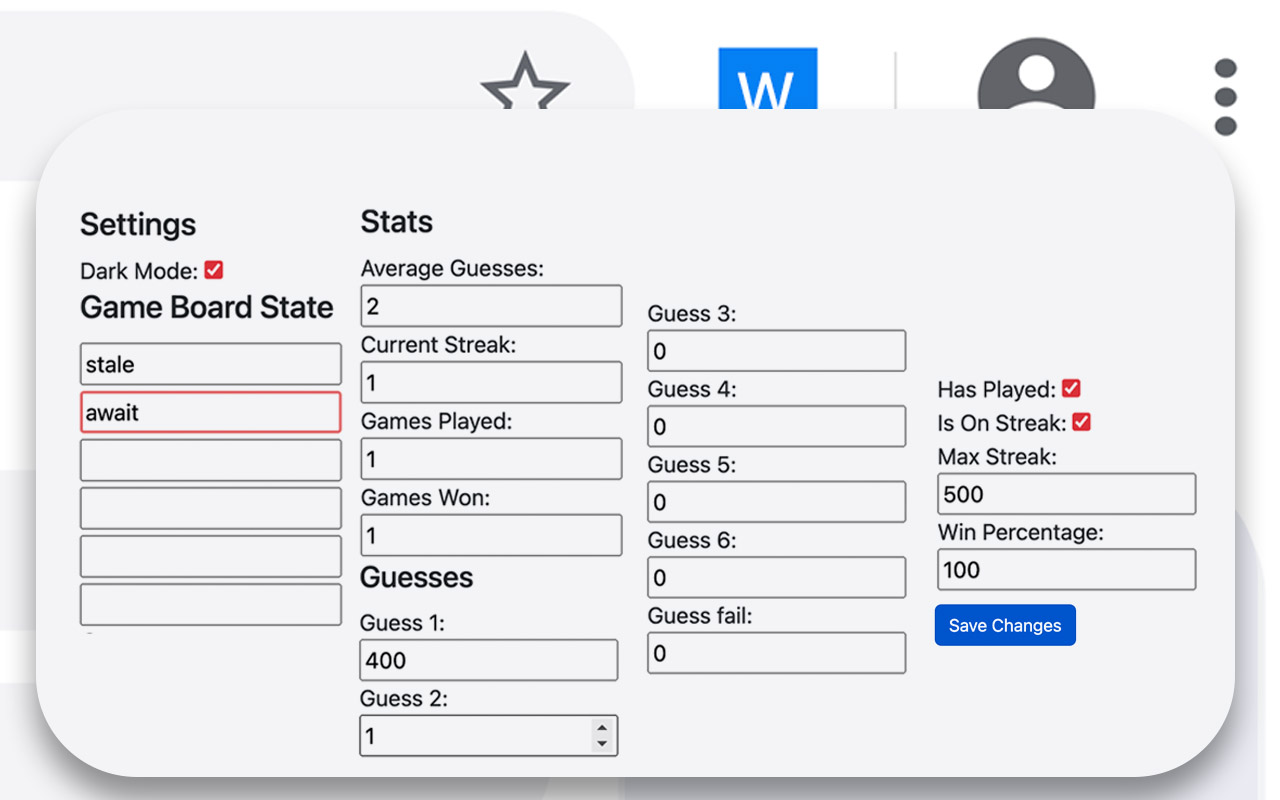 W
Settings
Dark Mode:
Game Board State
stale
await
Stats
Average Guesses:
2
Current Streak:
1
Games Played:
1
Games Won:
1
Guesses
Guess 1:
400
Guess 2:
1
Guess 3:
0
Guess 4:
0
Guess 5:
0
Guess 6:
0
Guess fail:
0
Has Played:
Is On Streak:
Max Streak:
500
Win Percentage:
100
Save Changes